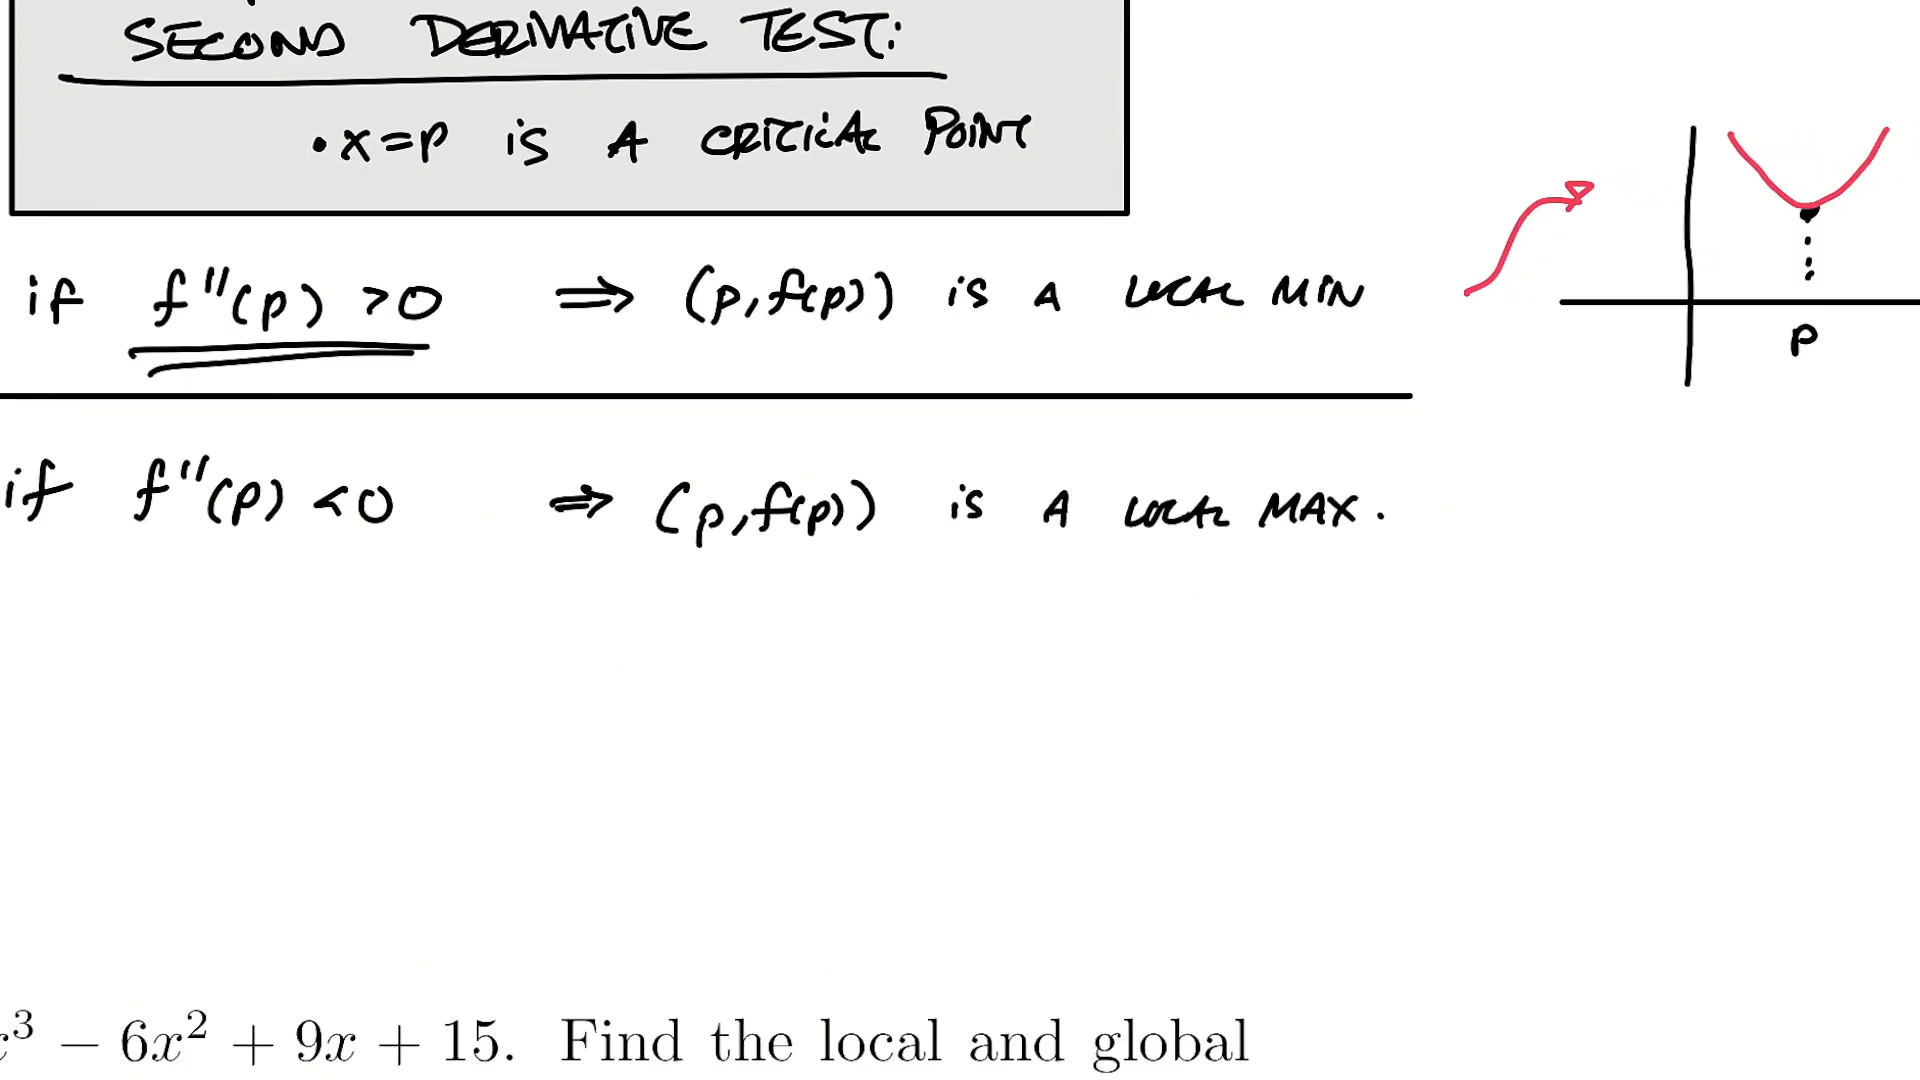 SECOND DERIVATIVE TEST:
• x=p is A CRITICAL POINT
if f''(p) >0 ⇒ (p,f(p)) is A LOCAL MIN
P
if f''(p) <0 ⇒ (p,f(p)) is A LOCAL MAX.
x³ − 6x² + 9x + 15. Find the local and global